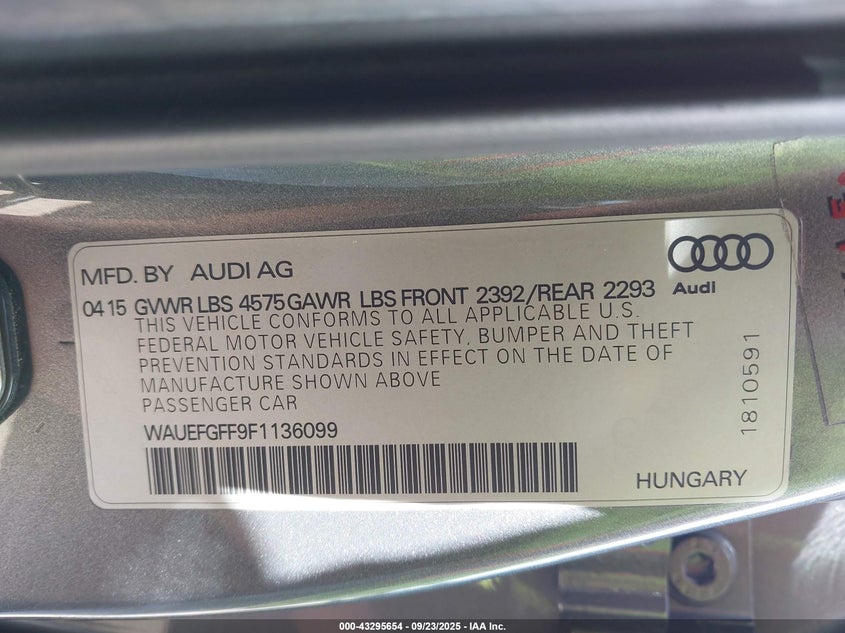 MFD. BY AUDI AG
Audi
04 15 GVWR LBS 4575 GAWR LBS FRONT 2392/REAR 2293
THIS VEHICLE CONFORMS TO ALL APPLICABLE U.S.
FEDERAL MOTOR VEHICLE SAFETY, BUMPER AND THEFT
PREVENTION STANDARDS IN EFFECT ON THE DATE OF
MANUFACTURE SHOWN ABOVE
PASSENGER CAR
1810591
WAUEFGFF9F1136099
HUNGARY
000-43295654 - 09/23/2025 - IAA Inc.